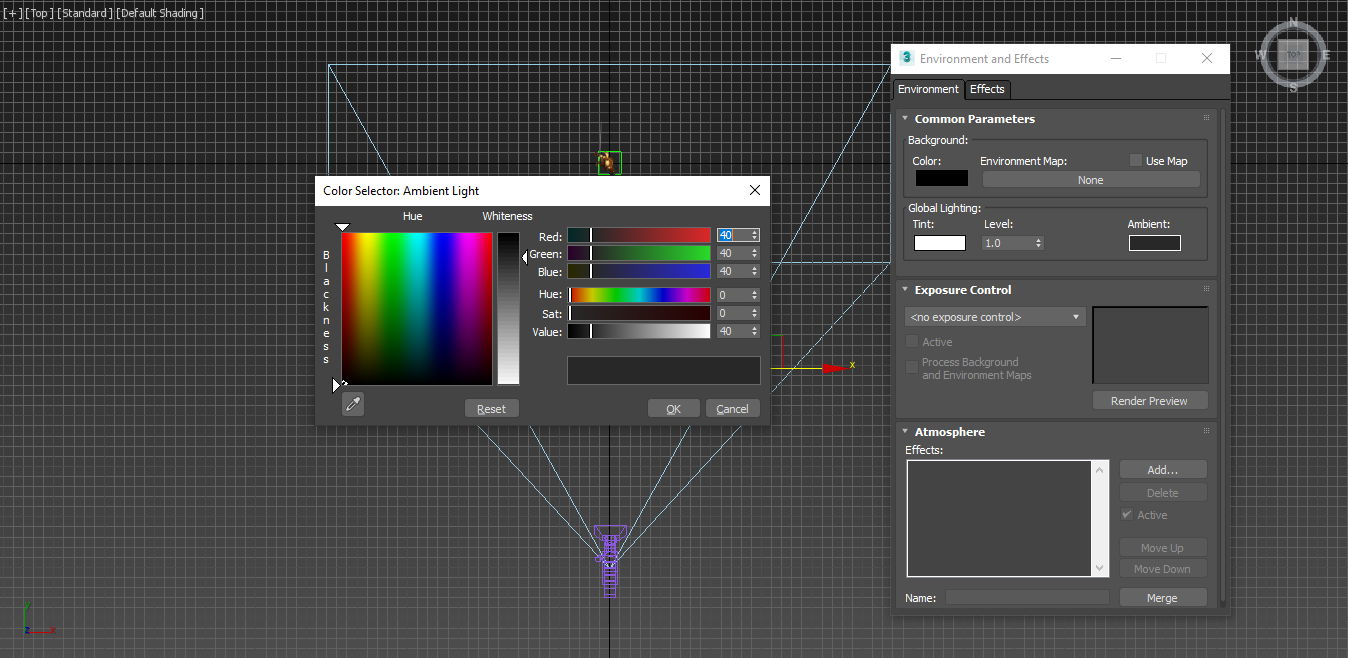 [+] [Top] [Standard] [Default Shading]
N
W
TOP
E
S
3
Environment and Effects
Environment
Effects
Common Parameters
Background:
Color:
Environment Map:
Use Map
None
Global Lighting:
Tint:
Level:
Ambient:
1.0
Exposure Control
<no exposure control>
Active
Process Background
and Environment Maps
Render Preview
Atmosphere
Effects:
Add...
Delete
Active
Move Up
Move Down
Name:
Merge
Color Selector: Ambient Light
Hue
Whiteness
Blackness
Red:
40
Green:
40
Blue:
40
Hue:
0
Sat:
0
Value:
40
Reset
OK
Cancel
x
y
z
x